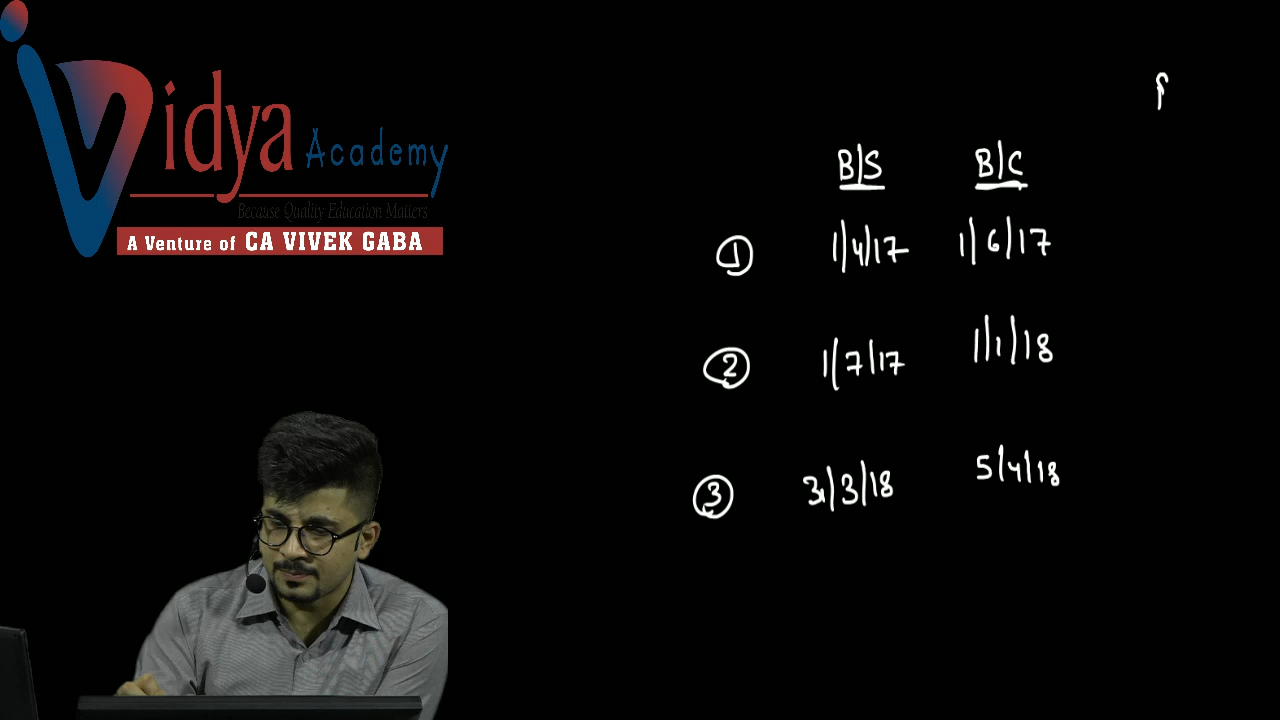 Vidya Academy
Because Quality Education Matters
A Venture of CA VIVEK GABA
B|S B|C
① 1|4|17 1|6|17
② 1|7|17 1|1|18
③ 31|3|18 5|4|18